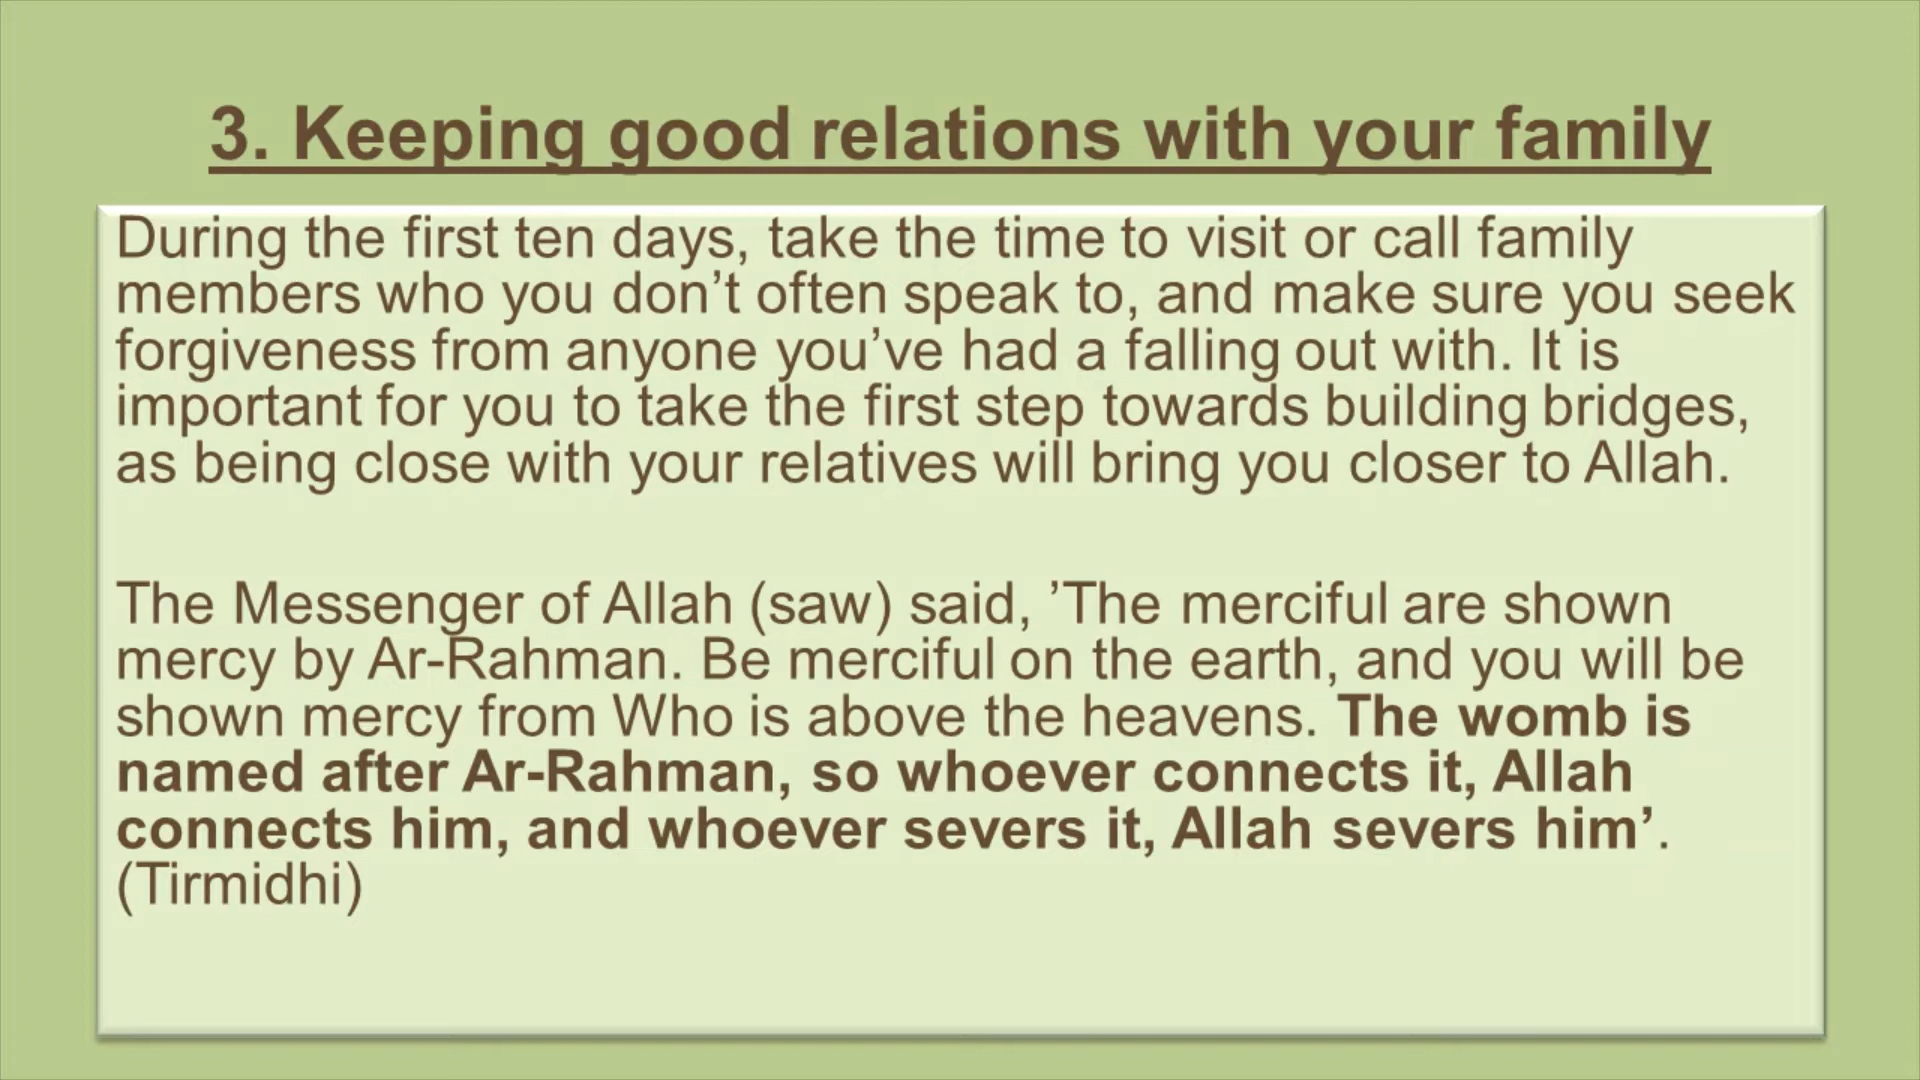 3. Keeping good relations with your family
During the first ten days, take the time to visit or call family
members who you don’t often speak to, and make sure you seek
forgiveness from anyone you’ve had a falling out with. It is
important for you to take the first step towards building bridges,
as being close with your relatives will bring you closer to Allah.
The Messenger of Allah (saw) said, ’The merciful are shown
mercy by Ar-Rahman. Be merciful on the earth, and you will be
shown mercy from Who is above the heavens. The womb is
named after Ar-Rahman, so whoever connects it, Allah
connects him, and whoever severs it, Allah severs him’.
(Tirmidhi)